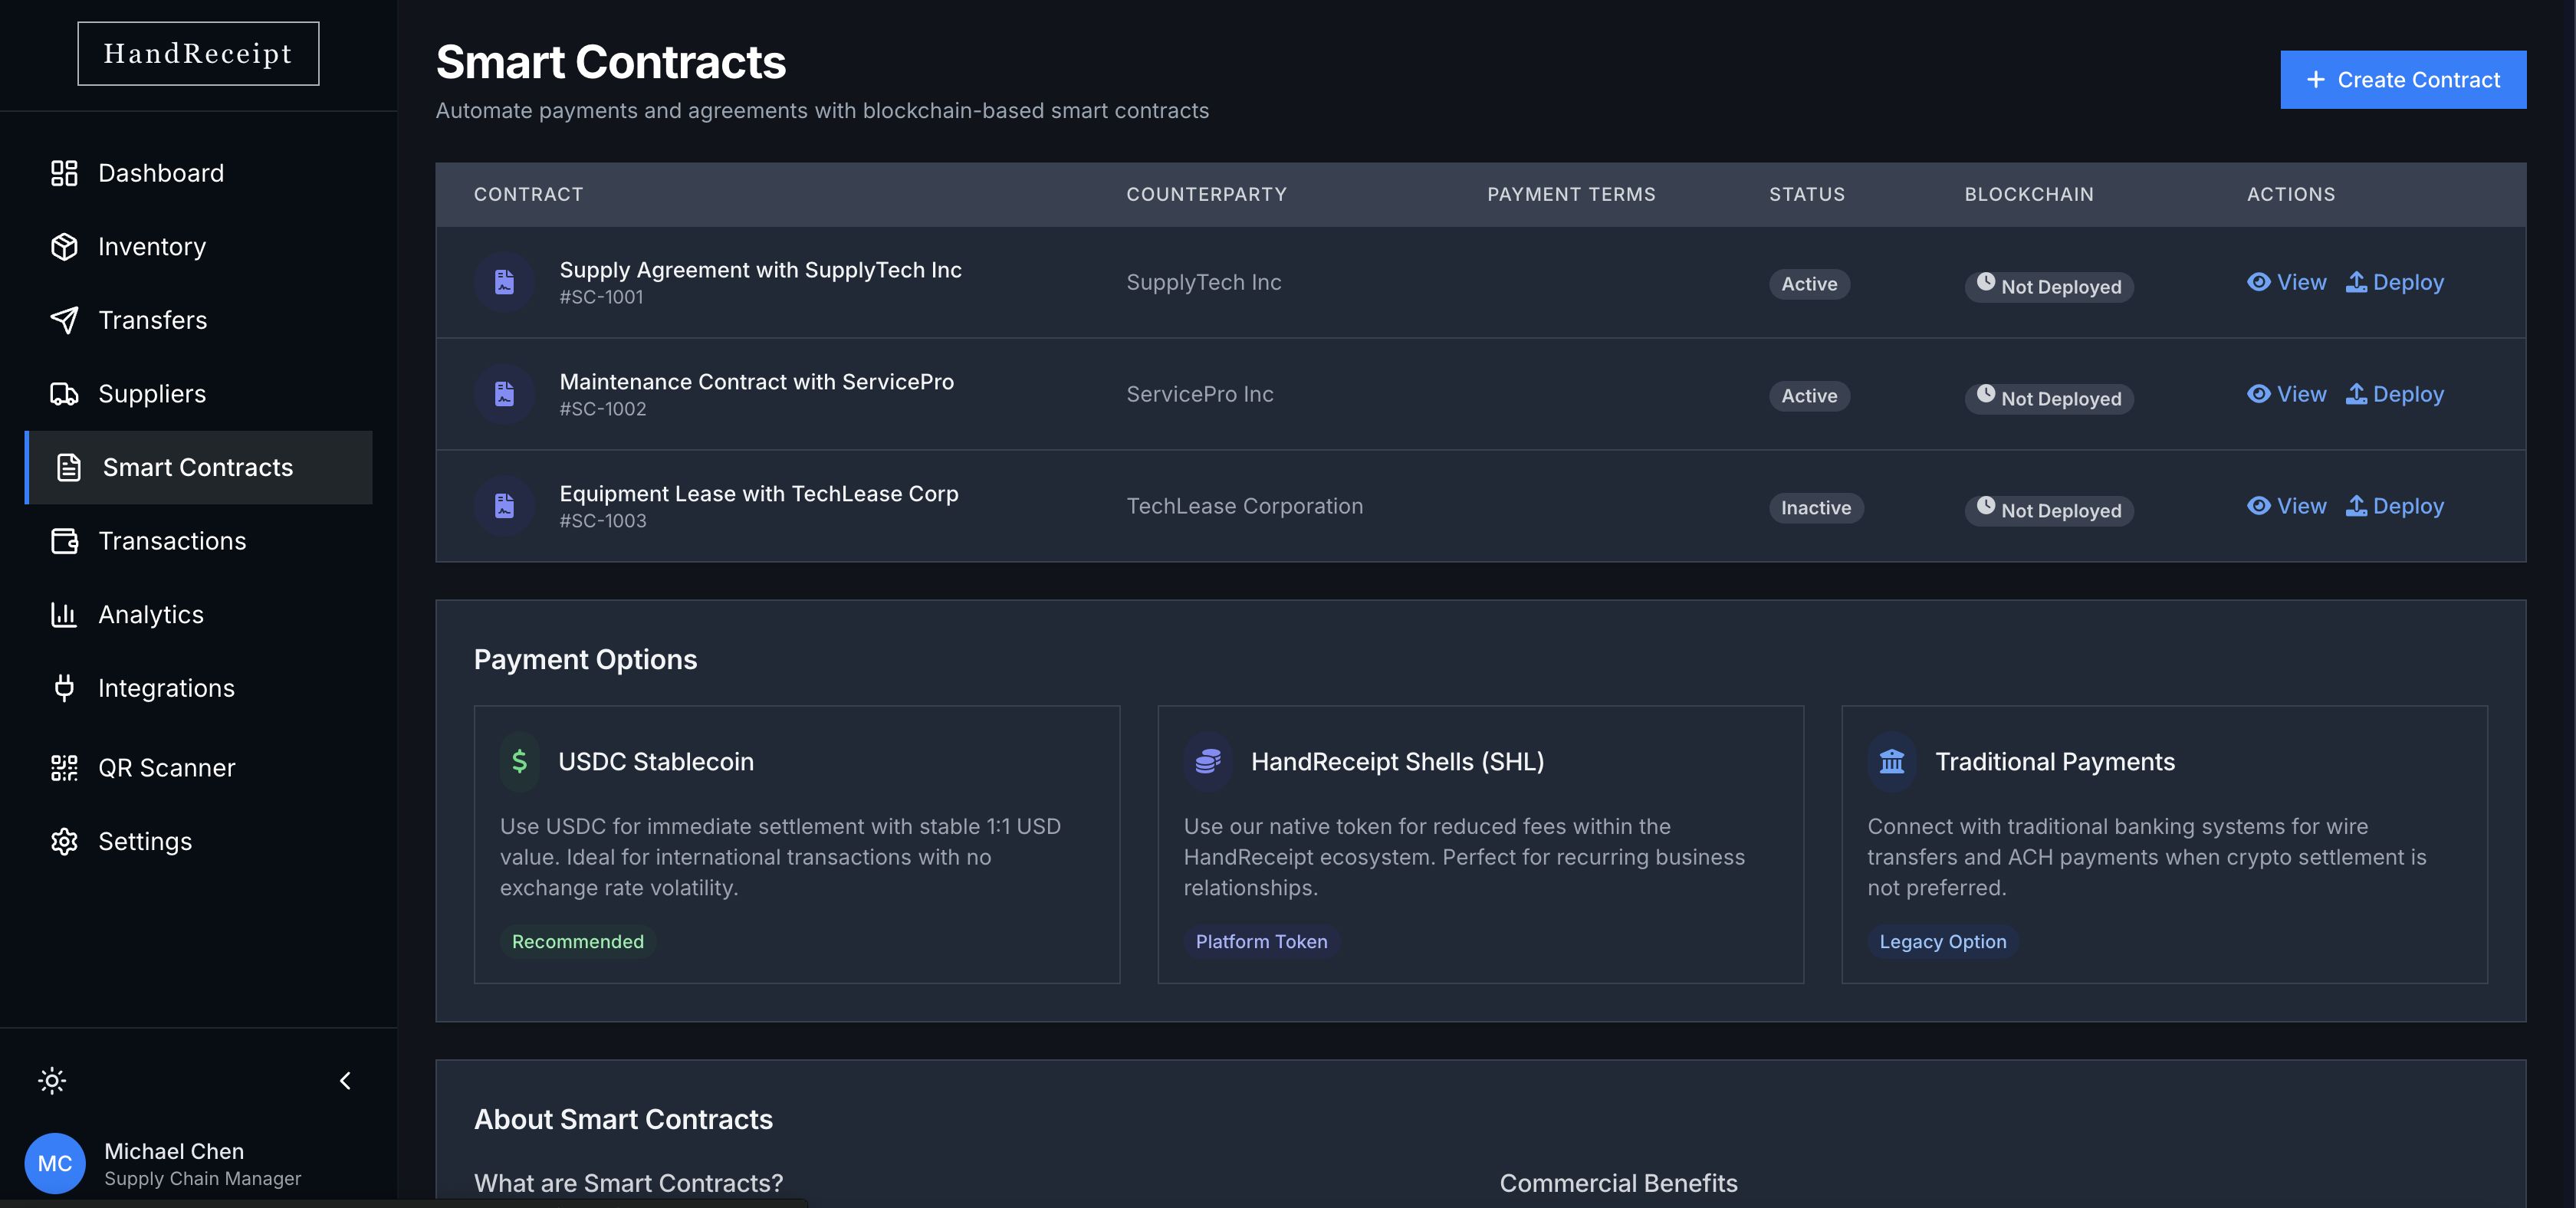 HandReceipt
Dashboard
Inventory
Transfers
Suppliers
Smart Contracts
Transactions
Analytics
Integrations
QR Scanner
Settings
MC
Michael Chen
Supply Chain Manager
Smart Contracts
Automate payments and agreements with blockchain-based smart contracts
+ Create Contract
CONTRACT COUNTERPARTY PAYMENT TERMS STATUS BLOCKCHAIN ACTIONS
Supply Agreement with SupplyTech Inc
#SC-1001
SupplyTech Inc
Active
Not Deployed
View Deploy
Maintenance Contract with ServicePro
#SC-1002
ServicePro Inc
Active
Not Deployed
View Deploy
Equipment Lease with TechLease Corp
#SC-1003
TechLease Corporation
Inactive
Not Deployed
View Deploy
Payment Options
$ USDC Stablecoin
Use USDC for immediate settlement with stable 1:1 USD
value. Ideal for international transactions with no
exchange rate volatility.
Recommended
HandReceipt Shells (SHL)
Use our native token for reduced fees within the
HandReceipt ecosystem. Perfect for recurring business
relationships.
Platform Token
Traditional Payments
Connect with traditional banking systems for wire
transfers and ACH payments when crypto settlement is
not preferred.
Legacy Option
About Smart Contracts
What are Smart Contracts?
Commercial Benefits